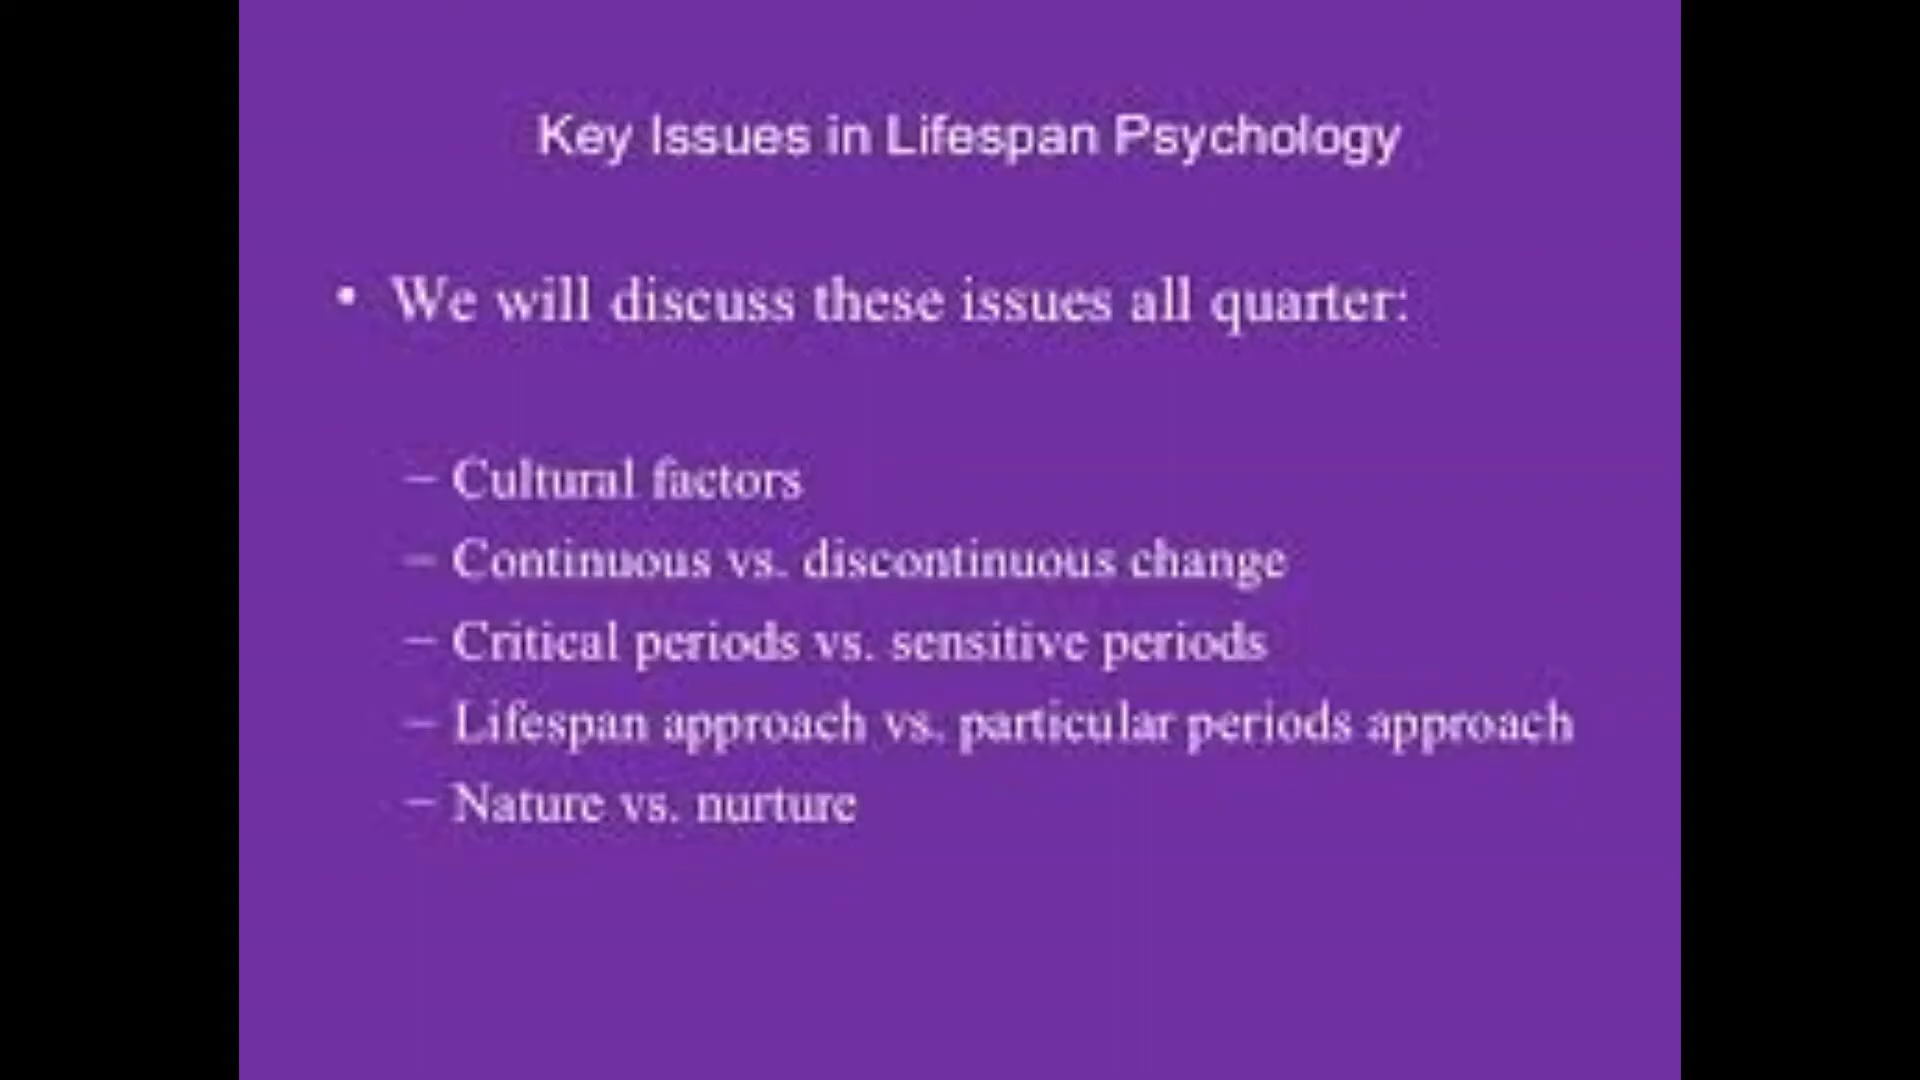 Key Issues in Lifespan Psychology
• We will discuss these issues all quarter:
– Cultural factors
– Continuous vs. discontinuous change
– Critical periods vs. sensitive periods
– Lifespan approach vs. particular periods approach
– Nature vs. nurture